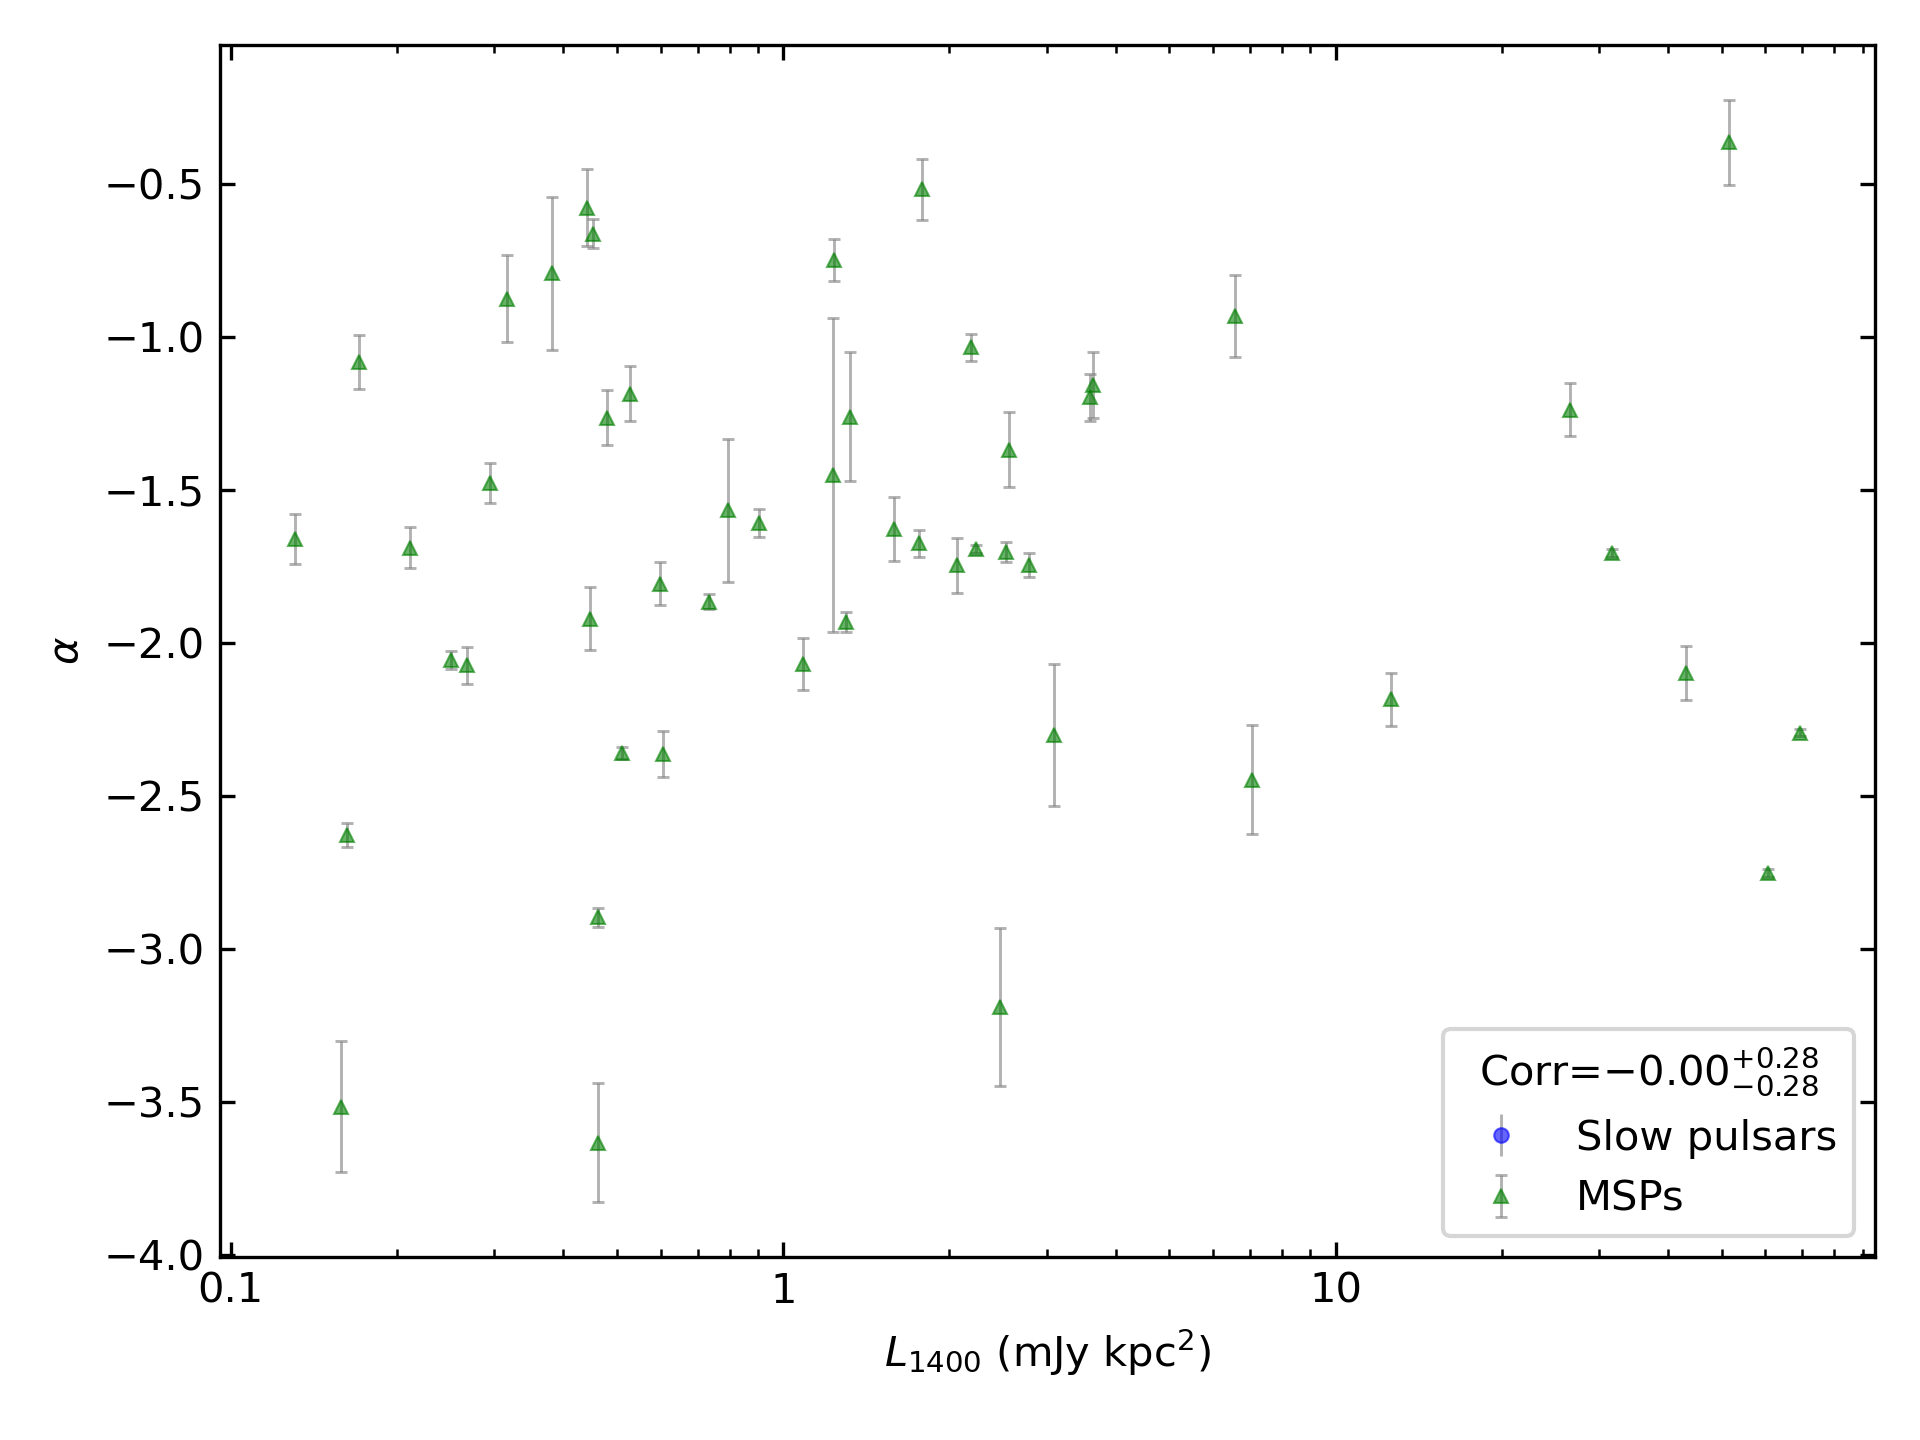 −0.5
−1.0
−1.5
−2.0
−2.5
−3.0
−3.5
−4.0
α
0.1 1 10
L₁₄₀₀ (mJy kpc²)
Corr=−0.00⁺⁰·²⁸₋₀.₂₈
Slow pulsars
MSPs